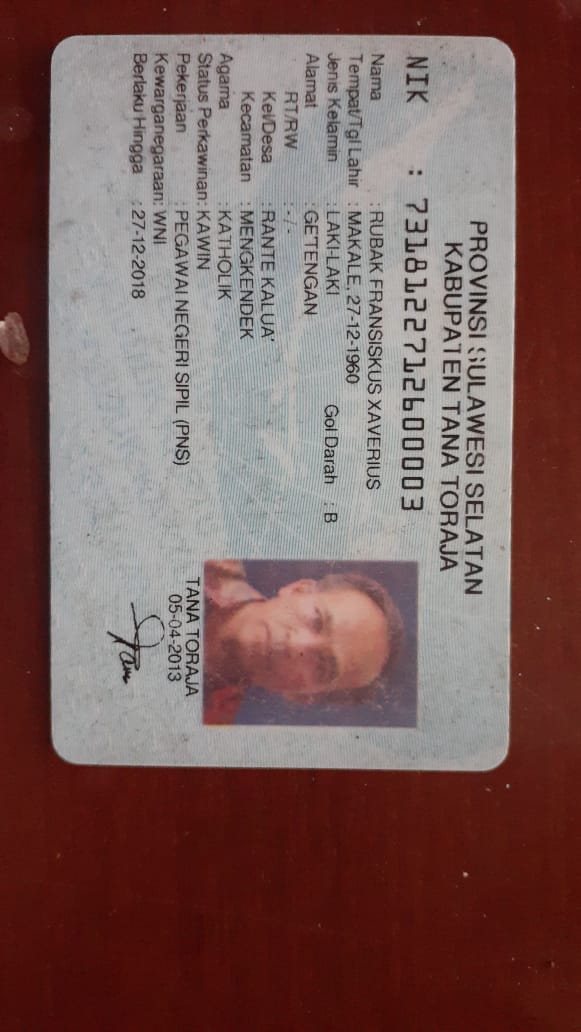 PROVINSI SULAWESI SELATAN
KABUPATEN TANA TORAJA
NIK : 7318122712600003
Nama : RUBAK FRANSISKUS XAVERIUS
Tempat/Tgl Lahir : MAKALE, 27-12-1960
Jenis Kelamin : LAKI-LAKI Gol Darah : B
Alamat : GE'TENGAN
RT/RW : -/-
Kel/Desa : RANTE KALUA'
Kecamatan : MENGKENDEK
Agama : KATHOLIK
Status Perkawinan: KAWIN
Pekerjaan : PEGAWAI NEGERI SIPIL (PNS)
Kewarganegaraan: WNI
Berlaku Hingga : 27-12-2018
TANA TORAJA
05-04-2013